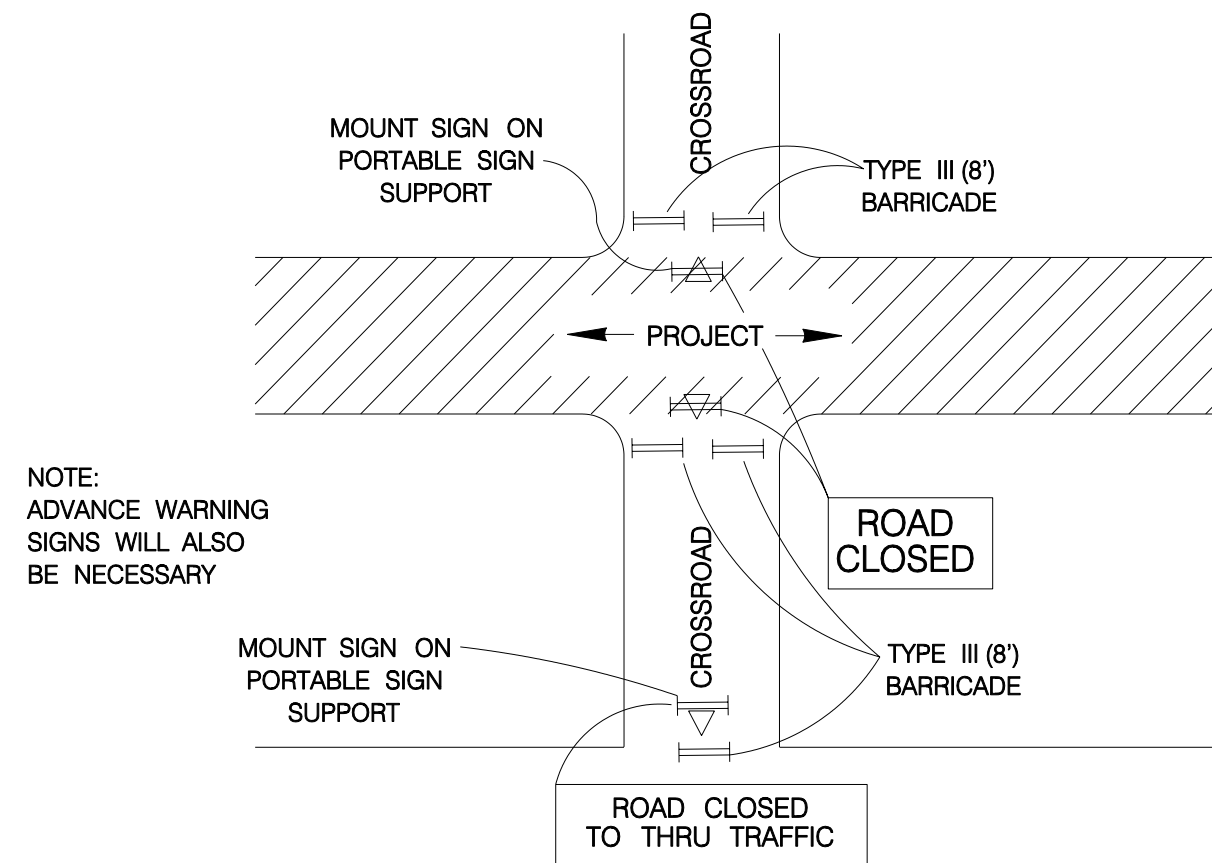 CROSSROAD
MOUNT SIGN ON
PORTABLE SIGN
SUPPORT
TYPE III (8')
BARRICADE
PROJECT
NOTE:
ADVANCE WARNING
SIGNS WILL ALSO
BE NECESSARY
ROAD
CLOSED
CROSSROAD
MOUNT SIGN ON
PORTABLE SIGN
SUPPORT
TYPE III (8')
BARRICADE
ROAD CLOSED
TO THRU TRAFFIC